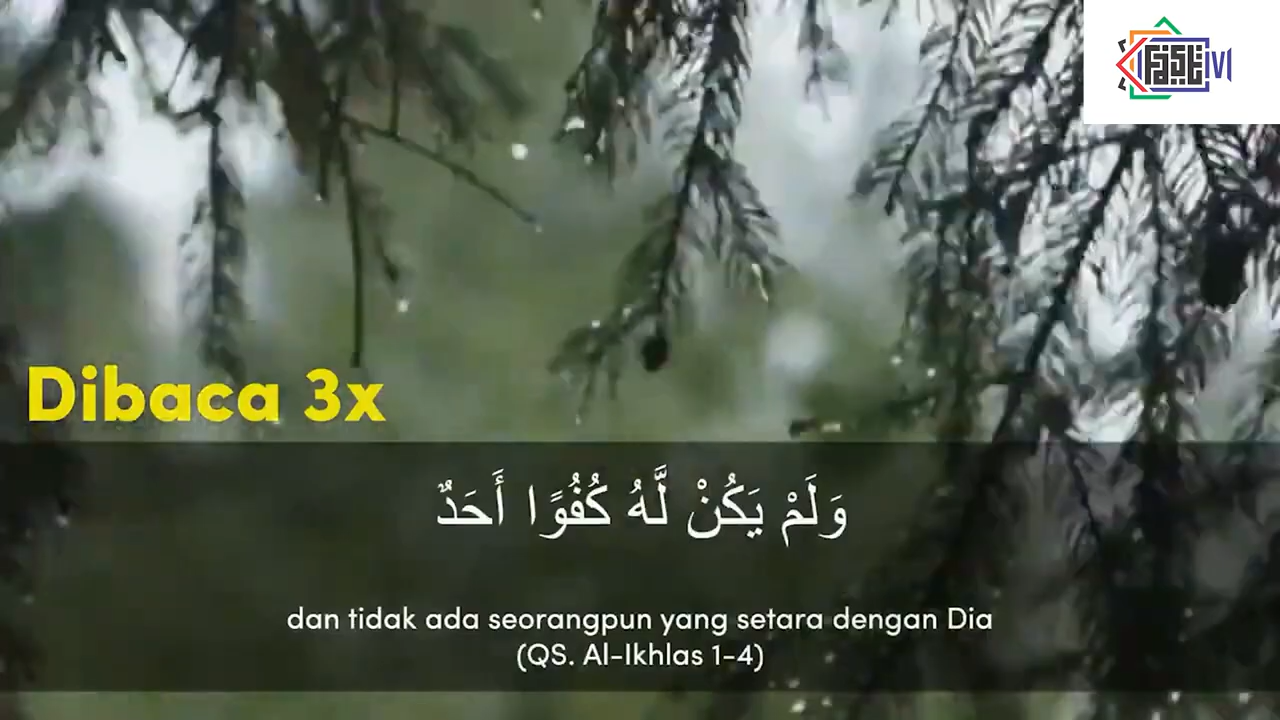 Dibaca 3x
وَلَمْ يَكُنْ لَّهُ كُفُوًا أَحَدٌ
dan tidak ada seorangpun yang setara dengan Dia
(QS. Al-Ikhlas 1-4)